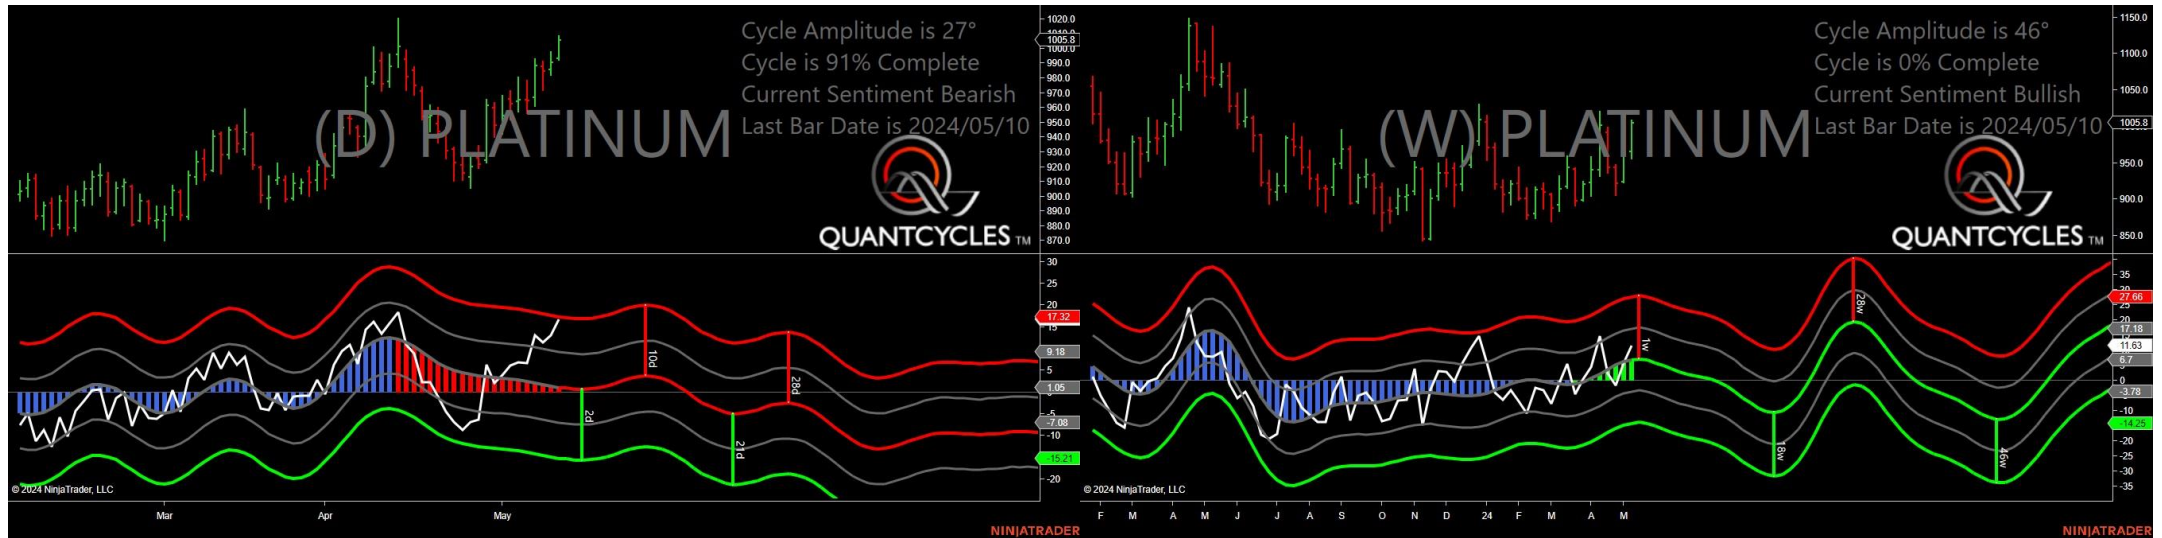 Cycle Amplitude is 27°
Cycle is 91% Complete
Current Sentiment Bearish
Last Bar Date is 2024/05/10
(D) PLATINUM
QUANTCYCLES TM
1020.0
1005.8
1000.0
990.0
980.0
970.0
960.0
950.0
940.0
930.0
920.0
910.0
900.0
890.0
880.0
870.0
30
25
20
17.32
15
9.18
5
1.05
-5
-7.08
-10
-15.21
-20
10d
28d
2d
21d
© 2024 NinjaTrader, LLC
Mar Apr May
NINJATRADER
Cycle Amplitude is 46°
Cycle is 0% Complete
Current Sentiment Bullish
Last Bar Date is 2024/05/10
(W) PLATINUM
QUANTCYCLES TM
1150.0
1100.0
1050.0
1005.8
950.0
900.0
850.0
35
27.66
20
17.18
11.63
6.7
0
-3.78
-10
-14.25
-20
-25
-30
-35
1w
28w
18w
46w
© 2024 NinjaTrader, LLC
F M A M J J A S O N D 24 F M A M
NINJATRADER